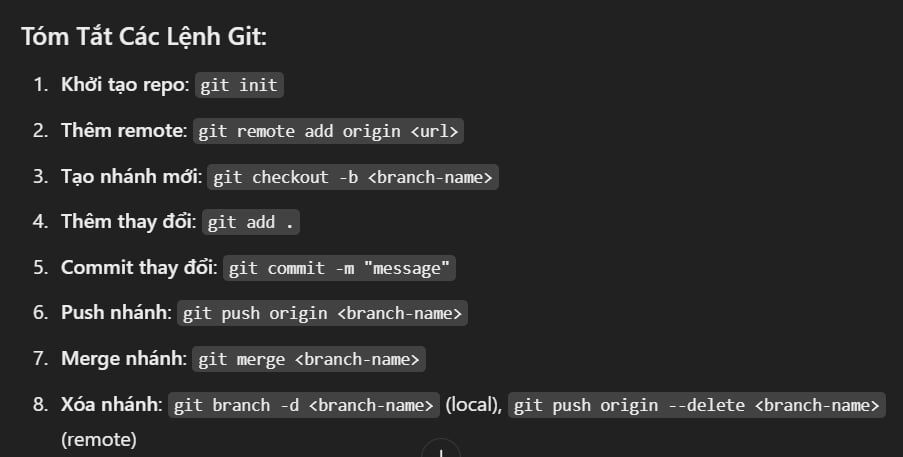 Tóm Tắt Các Lệnh Git:
1. Khởi tạo repo: git init
2. Thêm remote: git remote add origin <url>
3. Tạo nhánh mới: git checkout -b <branch-name>
4. Thêm thay đổi: git add .
5. Commit thay đổi: git commit -m "message"
6. Push nhánh: git push origin <branch-name>
7. Merge nhánh: git merge <branch-name>
8. Xóa nhánh: git branch -d <branch-name> (local), git push origin --delete <branch-name>
(remote)